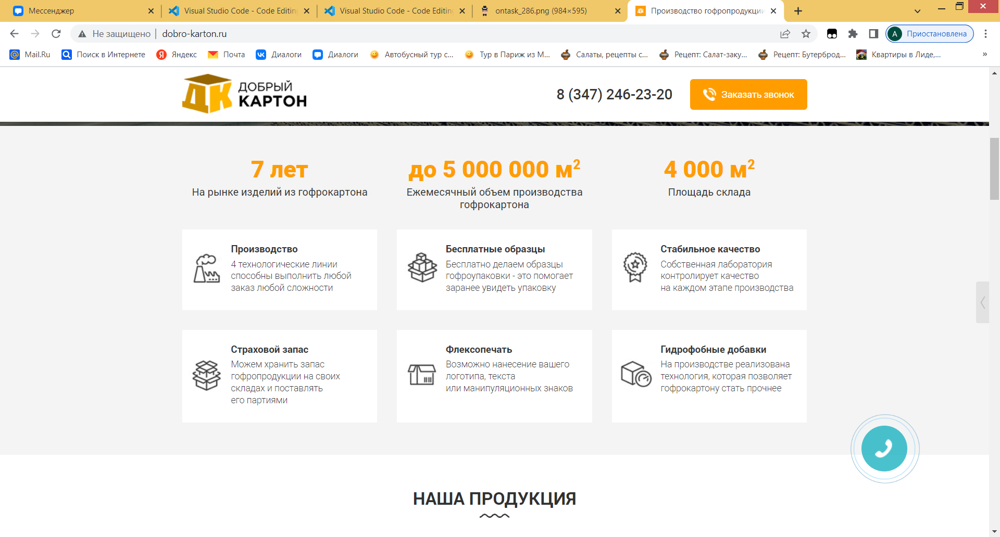 Мессенджер
Visual Studio Code - Code Editin
Visual Studio Code - Code Editin
ontask_286.png (984×595)
Производство гофропродукции
Не защищено
dobro-karton.ru
А
Приостановлена
Mail.Ru
Поиск в Интернете
Яндекс
Почта
Диалоги
Диалоги
Автобусный тур с...
Тур в Париж из М...
Салаты, рецепты с...
Рецепт: Салат-заку...
Рецепт: Бутерброд...
Квартиры в Лиде,...
»
ДК
ДОБРЫЙ
КАРТОН
8 (347) 246-23-20
Заказать звонок
7 лет
На рынке изделий из гофрокартона
до 5 000 000 м²
Ежемесячный объем производства
гофрокартона
4 000 м²
Площадь склада
Производство
4 технологические линии
способны выполнить любой
заказ любой сложности
Бесплатные образцы
Бесплатно делаем образцы
гофроупаковки - это помогает
заранее увидеть упаковку
Стабильное качество
Собственная лаборатория
контролирует качество
на каждом этапе производства
Страховой запас
Можем хранить запас
гофропродукции на своих
складах и поставлять
его партиями
Флексопечать
Возможно нанесение вашего
логотипа, текста
или манипуляционных знаков
Гидрофобные добавки
На производстве реализована
технология, которая позволяет
гофрокартону стать прочнее
НАША ПРОДУКЦИЯ